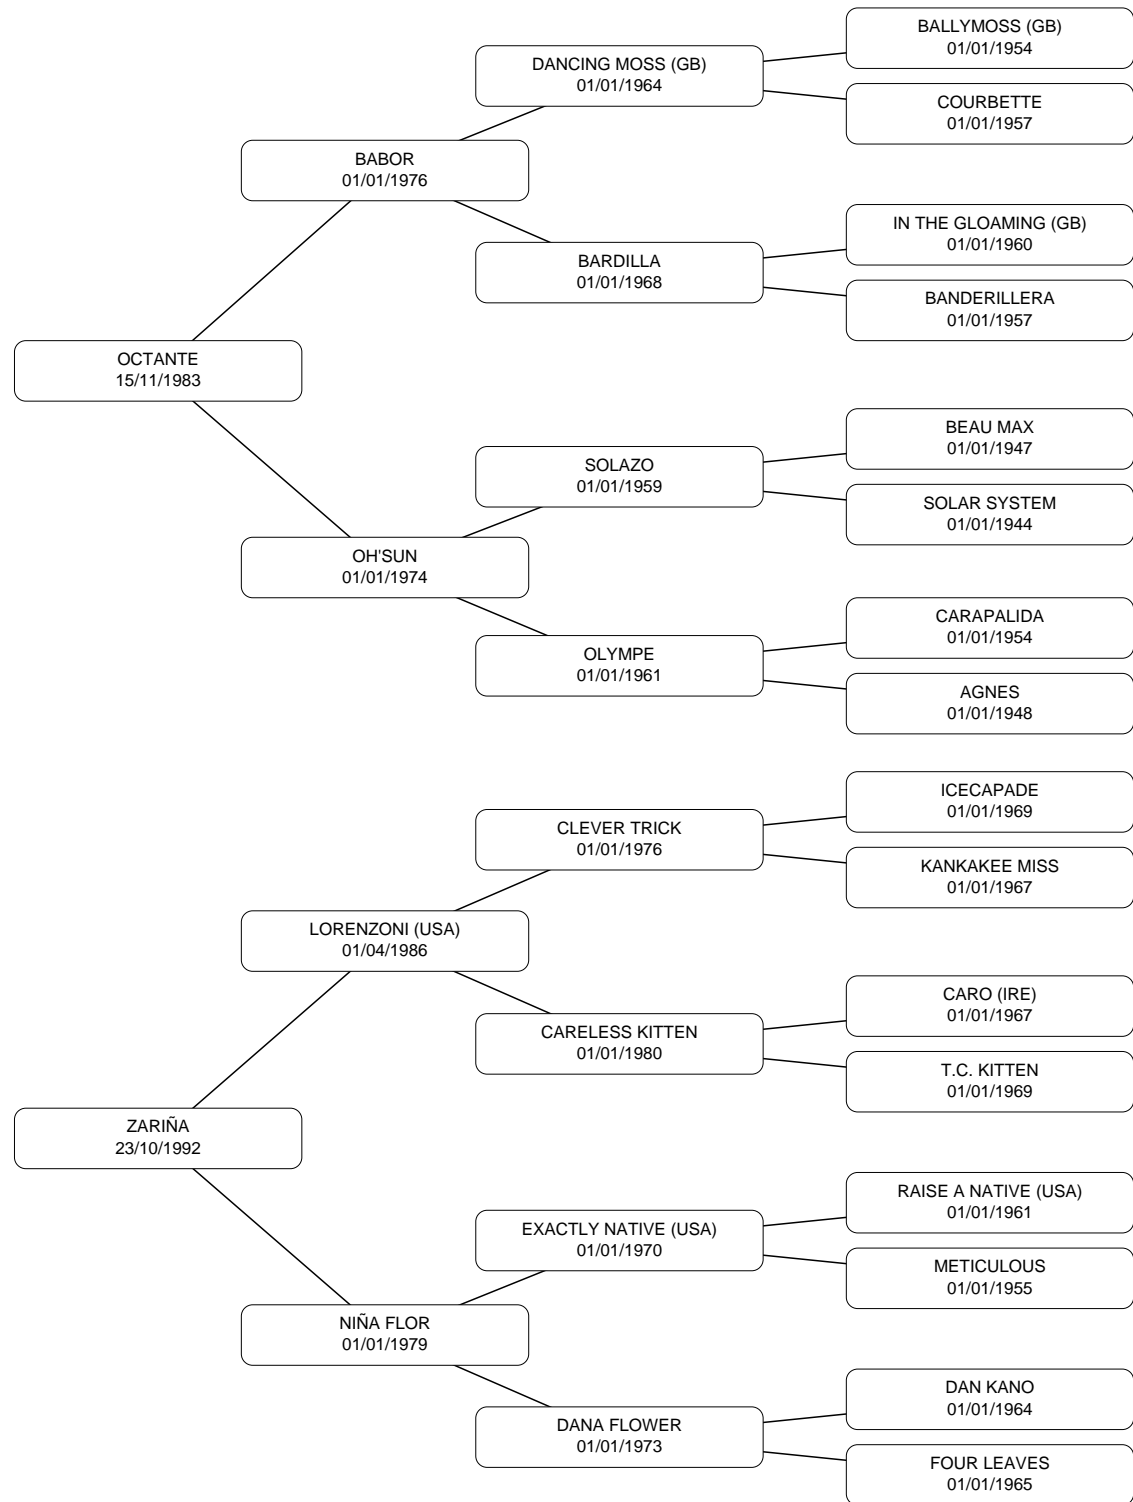 BALLYMOSS (GB)
01/01/1954
DANCING MOSS (GB)
01/01/1964
COURBETTE
01/01/1957
BABOR
01/01/1976
IN THE GLOAMING (GB)
01/01/1960
BARDILLA
01/01/1968
BANDERILLERA
01/01/1957
OCTANTE
15/11/1983
BEAU MAX
01/01/1947
SOLAZO
01/01/1959
SOLAR SYSTEM
01/01/1944
OH'SUN
01/01/1974
CARAPALIDA
01/01/1954
OLYMPE
01/01/1961
AGNES
01/01/1948
ICECAPADE
01/01/1969
CLEVER TRICK
01/01/1976
KANKAKEE MISS
01/01/1967
LORENZONI (USA)
01/04/1986
CARO (IRE)
01/01/1967
CARELESS KITTEN
01/01/1980
T.C. KITTEN
01/01/1969
ZARIÑA
23/10/1992
RAISE A NATIVE (USA)
01/01/1961
EXACTLY NATIVE (USA)
01/01/1970
METICULOUS
01/01/1955
NIÑA FLOR
01/01/1979
DAN KANO
01/01/1964
DANA FLOWER
01/01/1973
FOUR LEAVES
01/01/1965